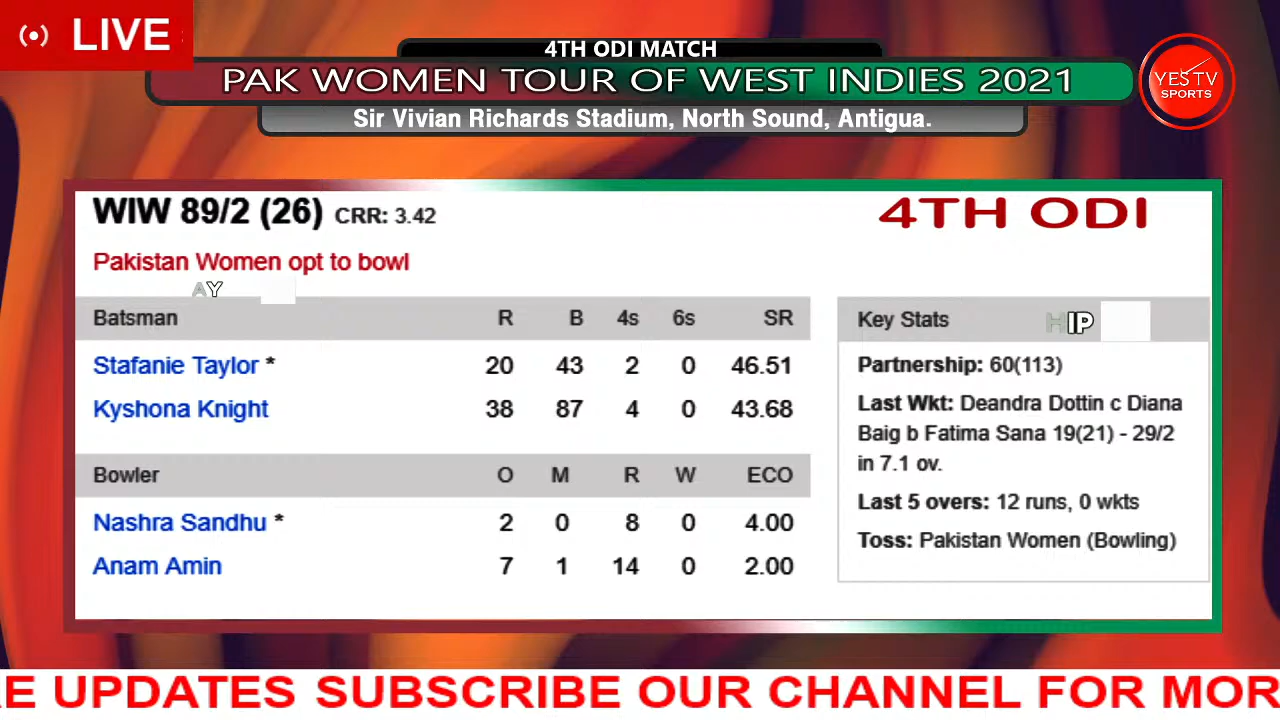 LIVE
4TH ODI MATCH
PAK WOMEN TOUR OF WEST INDIES 2021
YES TV
SPORTS
Sir Vivian Richards Stadium, North Sound, Antigua.
WIW 89/2 (26) CRR: 3.42
4TH ODI
Pakistan Women opt to bowl
AY
Batsman R B 4s 6s SR
Stafanie Taylor * 20 43 2 0 46.51
Kyshona Knight 38 87 4 0 43.68
Bowler O M R W ECO
Nashra Sandhu * 2 0 8 0 4.00
Anam Amin 7 1 14 0 2.00
Key Stats HIP
Partnership: 60(113)
Last Wkt: Deandra Dottin c Diana
Baig b Fatima Sana 19(21) - 29/2
in 7.1 ov.
Last 5 overs: 12 runs, 0 wkts
Toss: Pakistan Women (Bowling)
E UPDATES SUBSCRIBE OUR CHANNEL FOR MOR